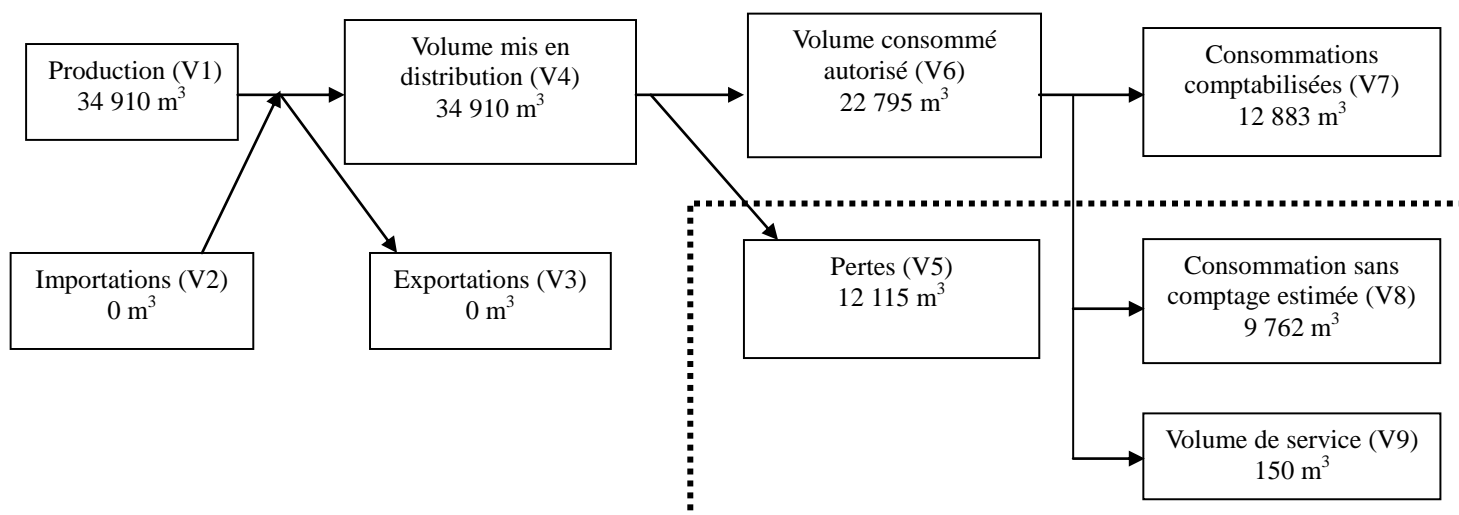 Production (V1)
34 910 m³
Volume mis en
distribution (V4)
34 910 m³
Volume consommé
autorisé (V6)
22 795 m³
Consommations
comptabilisées (V7)
12 883 m³
Importations (V2)
0 m³
Exportations (V3)
0 m³
Pertes (V5)
12 115 m³
Consommation sans
comptage estimée (V8)
9 762 m³
Volume de service (V9)
150 m³